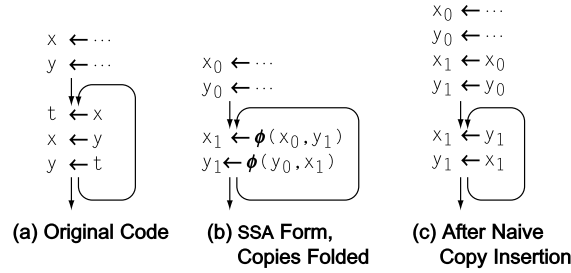 x ← ···
y ← ···
t ← x
x ← y
y ← t
(a) Original Code
x₀ ← ···
y₀ ← ···
x₁ ← ϕ(x₀,y₁)
y₁ ← ϕ(y₀,x₁)
(b) SSA Form,
Copies Folded
x₀ ← ···
y₀ ← ···
x₁ ← x₀
y₁ ← y₀
x₁ ← y₁
y₁ ← x₁
(c) After Naive
Copy Insertion